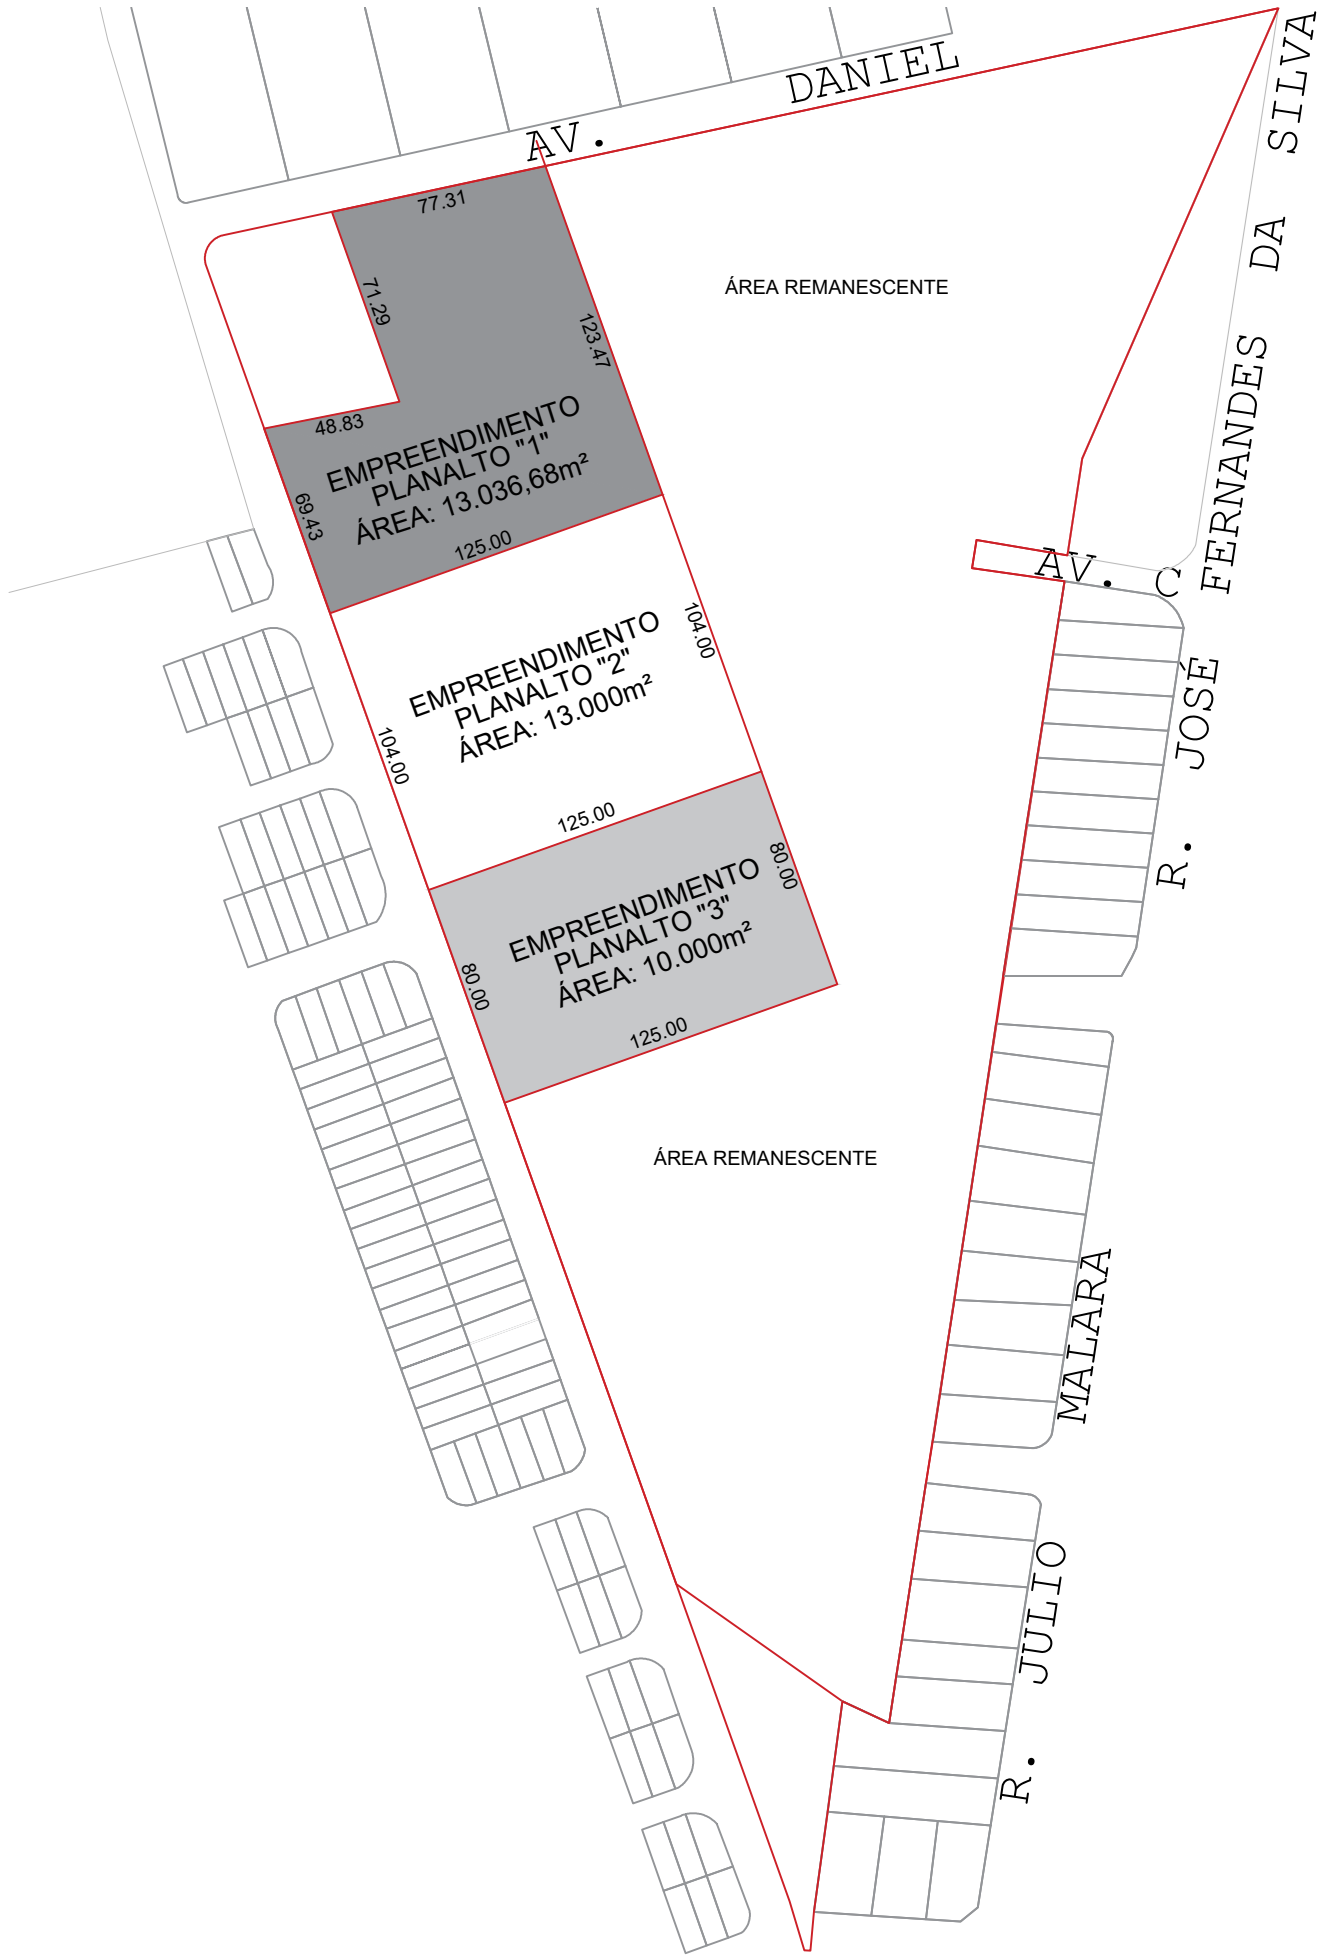 AV. DANIEL
R. JOSÉ FERNANDES DA SILVA
77.31
71.29
123.47
ÁREA REMANESCENTE
48.83
EMPREENDIMENTO
PLANALTO "1"
ÁREA: 13.036,68m²
69.43
125.00
AV. C
104.00
EMPREENDIMENTO
PLANALTO "2"
ÁREA: 13.000m²
104.00
125.00
80.00
EMPREENDIMENTO
PLANALTO "3"
ÁREA: 10.000m²
80.00
125.00
ÁREA REMANESCENTE
R. JULIO MALARA